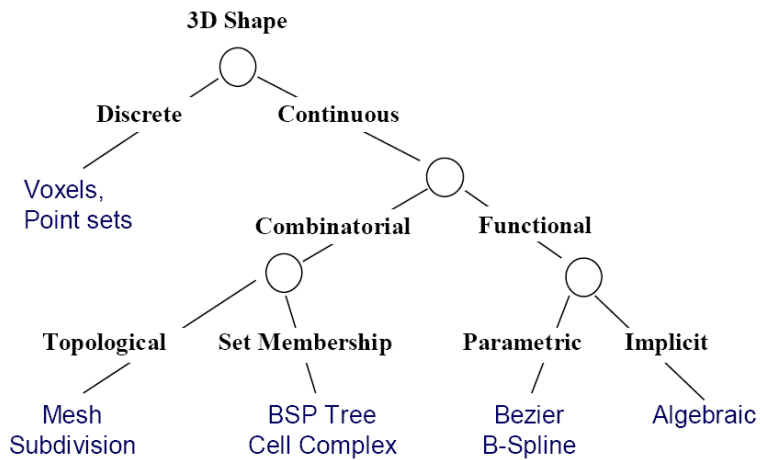 3D Shape
Discrete
Continuous
Voxels,
Point sets
Combinatorial
Functional
Topological
Set Membership
Parametric
Implicit
Mesh
Subdivision
BSP Tree
Cell Complex
Bezier
B-Spline
Algebraic